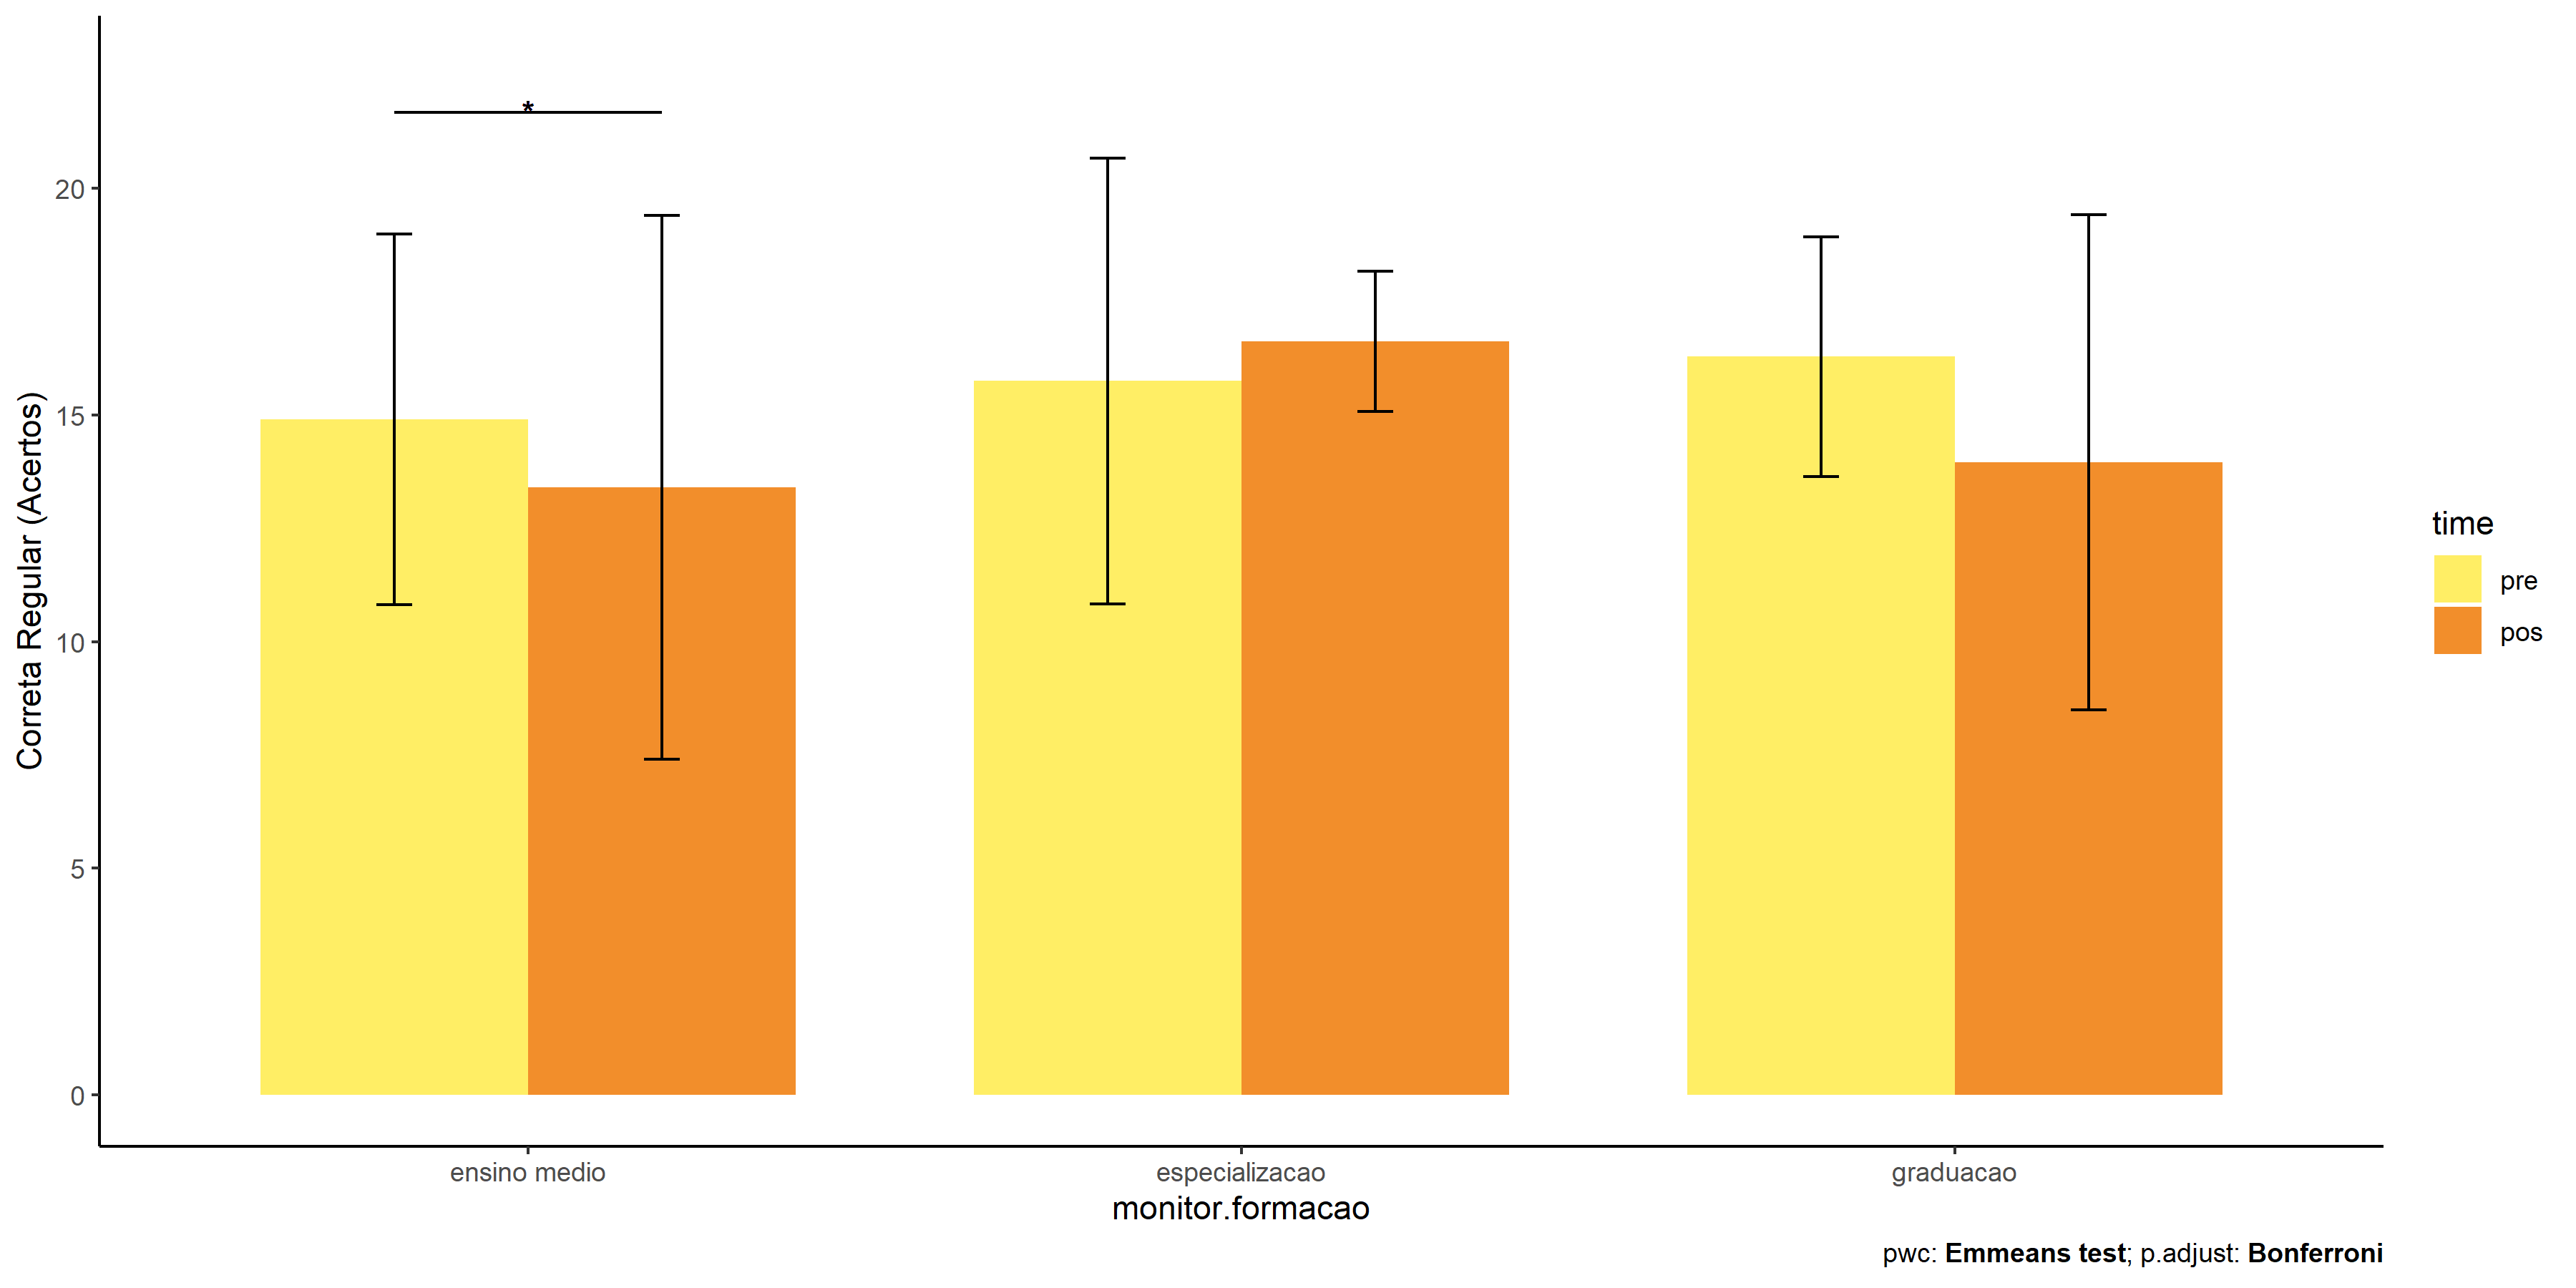 *
Correta Regular (Acertos)
20
15
10
5
0
ensino medio
especializacao
graduacao
monitor.formacao
time
pre
pos
pwc: Emmeans test; p.adjust: Bonferroni